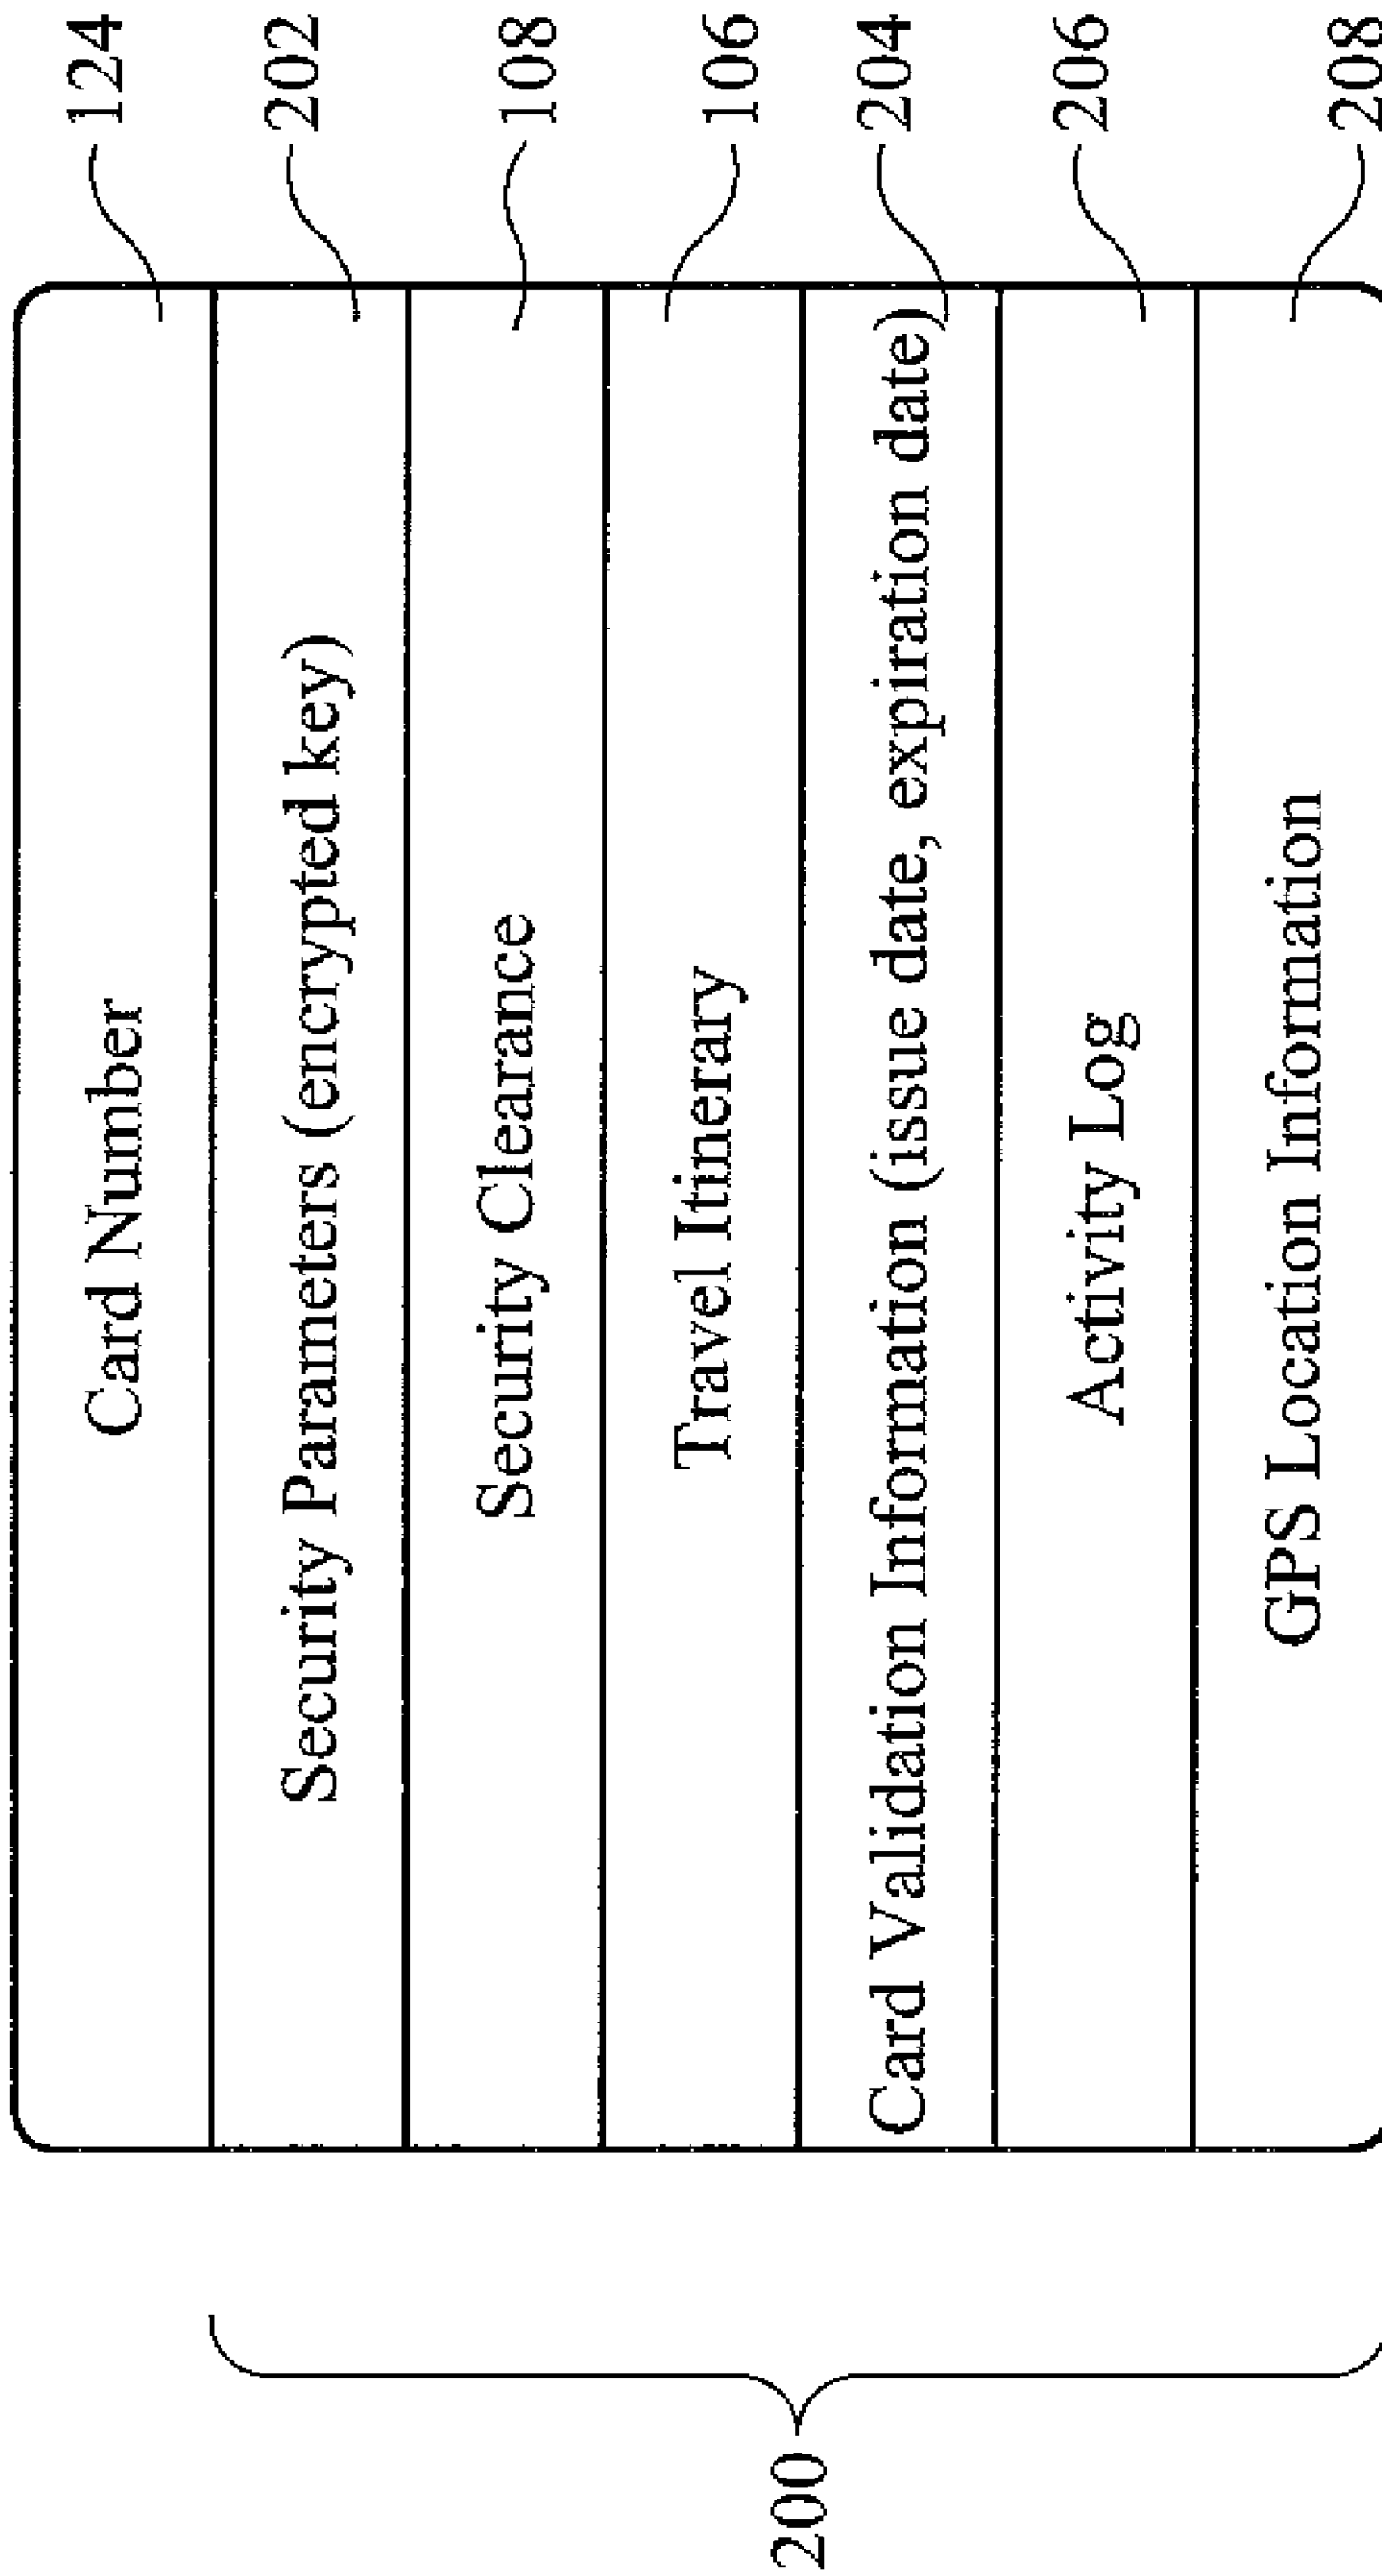 Card Number 124
Security Parameters (encrypted key) 202
Security Clearance 108
Travel Itinerary 106
Card Validation Information (issue date, expiration date) 204
Activity Log 206
GPS Location Information 208
200